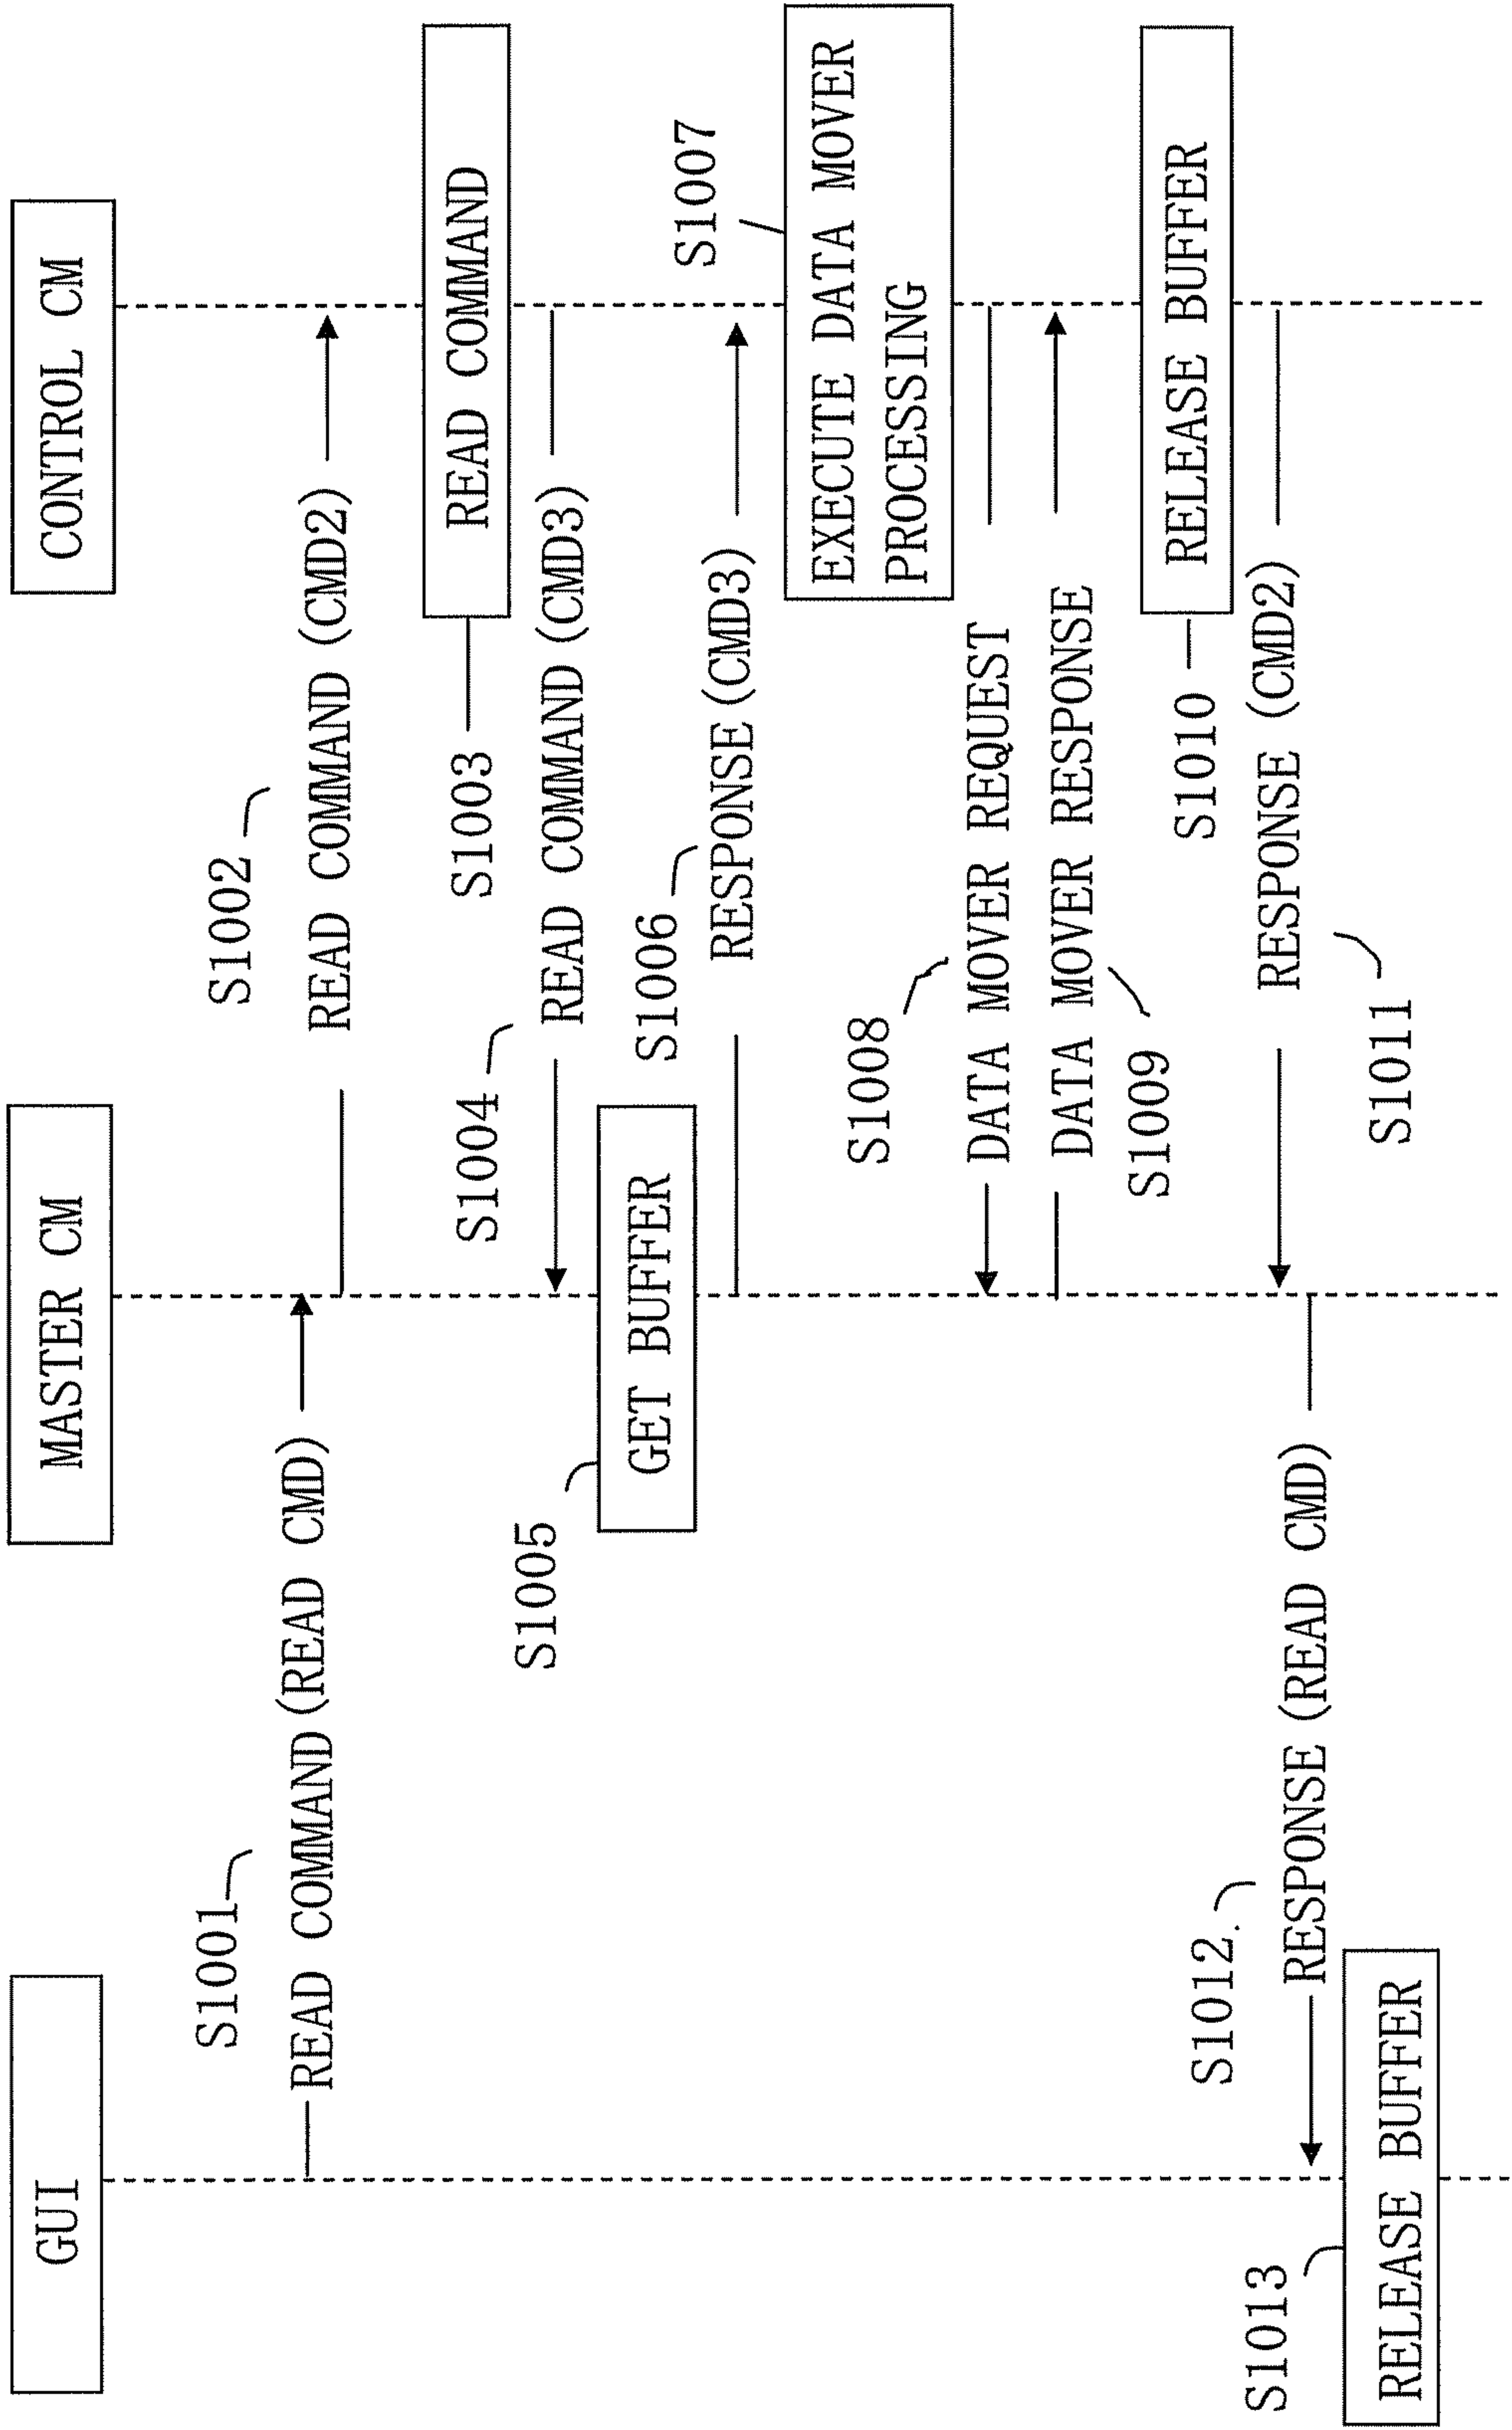 GUI
MASTER CM
CONTROL CM
S1001
READ COMMAND (READ CMD)
S1002
READ COMMAND (CMD2)
READ COMMAND
S1003
S1004
READ COMMAND (CMD3)
S1005
GET BUFFER
S1006
RESPONSE (CMD3)
S1007
EXECUTE DATA MOVER
PROCESSING
S1008
DATA MOVER REQUEST
DATA MOVER RESPONSE
S1009
RELEASE BUFFER
S1010
RESPONSE (CMD2)
S1011
S1012
RESPONSE (READ CMD)
S1013
RELEASE BUFFER